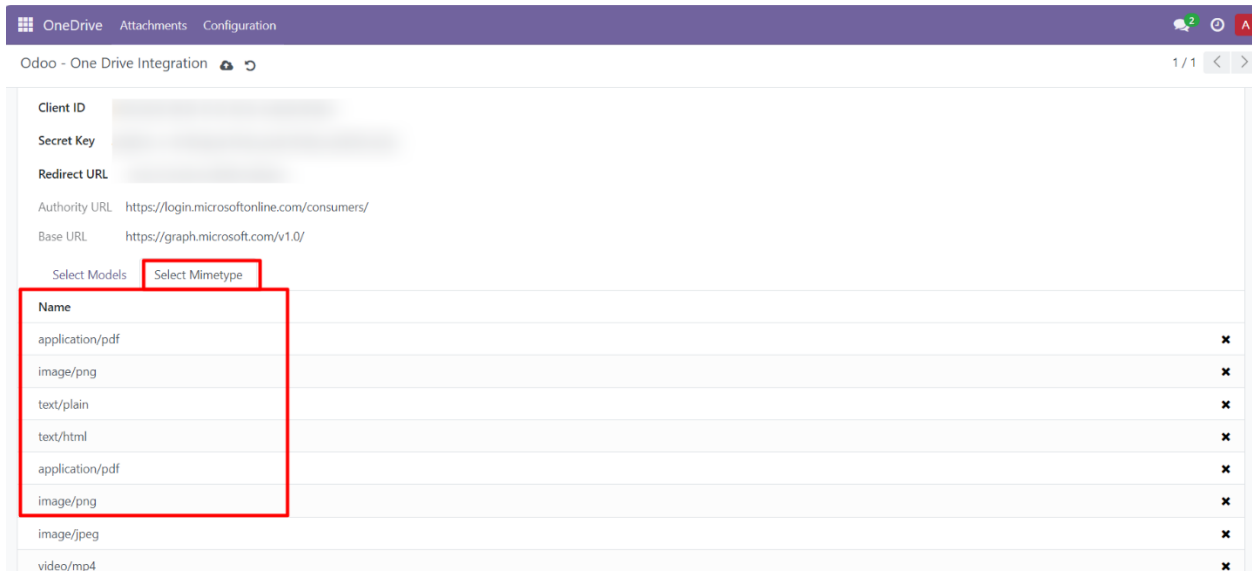 OneDrive Attachments Configuration 2 A
Odoo - One Drive Integration 1 / 1
Client ID
Secret Key
Redirect URL
Authority URL https://login.microsoftonline.com/consumers/
Base URL https://graph.microsoft.com/v1.0/
Select Models Select Mimetype
Name
application/pdf
image/png
text/plain
text/html
application/pdf
image/png
image/jpeg
video/mp4